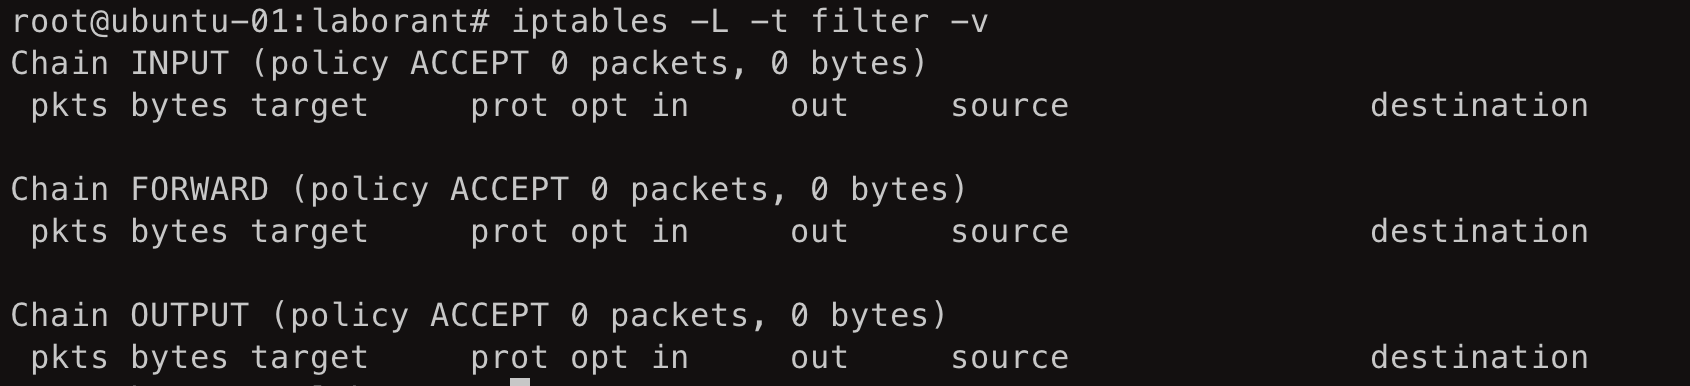 root@ubuntu-01:laborant# iptables -L -t filter -v
Chain INPUT (policy ACCEPT 0 packets, 0 bytes)
 pkts bytes target     prot opt in     out     source               destination

Chain FORWARD (policy ACCEPT 0 packets, 0 bytes)
 pkts bytes target     prot opt in     out     source               destination

Chain OUTPUT (policy ACCEPT 0 packets, 0 bytes)
 pkts bytes target     prot opt in     out     source               destination